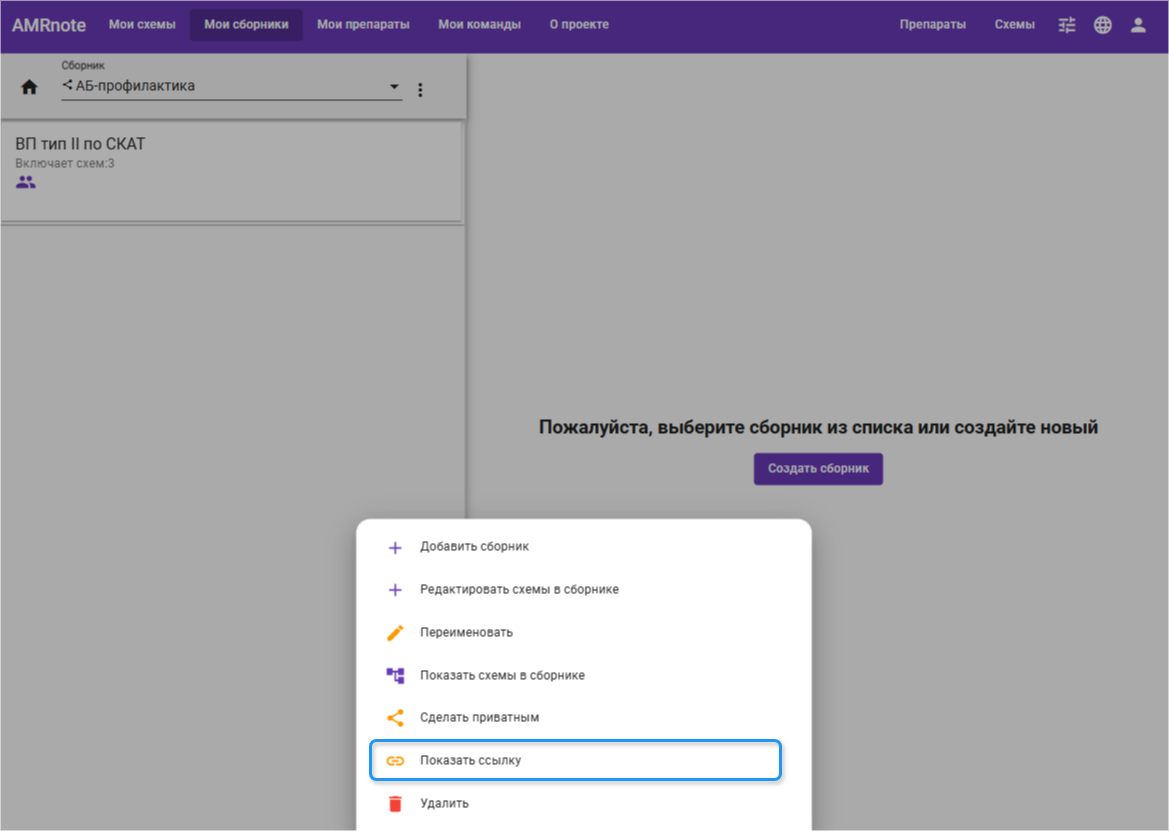 AMRnote Мои схемы Мои сборники Мои препараты Мои команды О проекте Препараты Схемы
Сборник
АБ-профилактика
ВП тип II по СКАТ
Включает схем:3
Пожалуйста, выберите сборник из списка или создайте новый
Создать сборник
Добавить сборник
Редактировать схемы в сборнике
Переименовать
Показать схемы в сборнике
Сделать приватным
Показать ссылку
Удалить